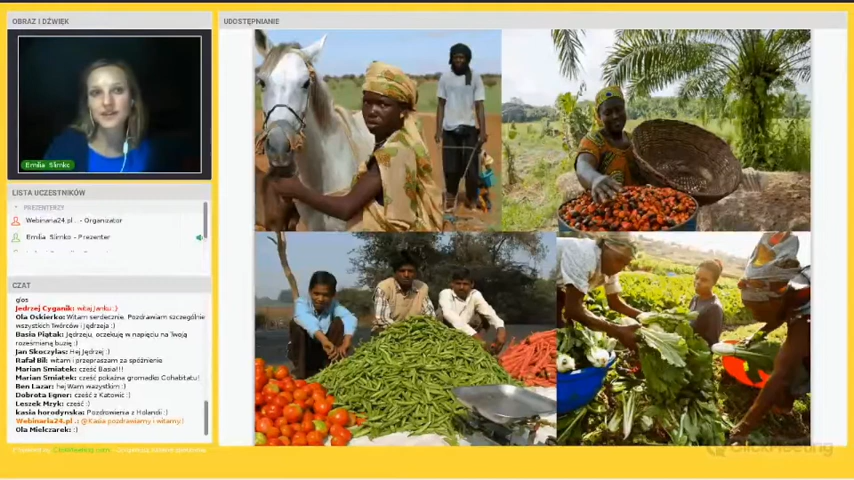 OBRAZ I DŹWIĘK
UDOSTĘPNIANIE
Emilia Slimko
LISTA UCZESTNIKÓW
PREZENTERZY
Webinaria24.pl .. - Organizator
Emilia Slimko - Prezenter
CZAT
głos
Jedrzej Cyganik: witaj Janku :)
Ola Oskierko: Witam serdecznie. Pozdrawiam szczególnie
wszystkich Twórców i Jędrzeja :)
Basia Piątak: Jędrzeju, oczekuję w napięciu na Twoją
roześmianą buzię :)
Jan Skoczylas: Hej Jędrzej :)
Rafał Bil: witam i przepraszam za spóźnienie
Marian Smiatek: cześć Basia!!!
Marian Smiatek: cześć pokaźna gromadko Cohabitatu!
Ben Lazar: hej Wam wszystkim :)
Dobrota Egner: cześć z Katowic :)
Leszek Mzyk: cześć :)
kasia horodynska: Pozdrowienia z Holandii :)
Webinaria24.pl .: @Kasia pozdrawiamy i witamy!
Ola Mielczarek: :)
ClickMeeting